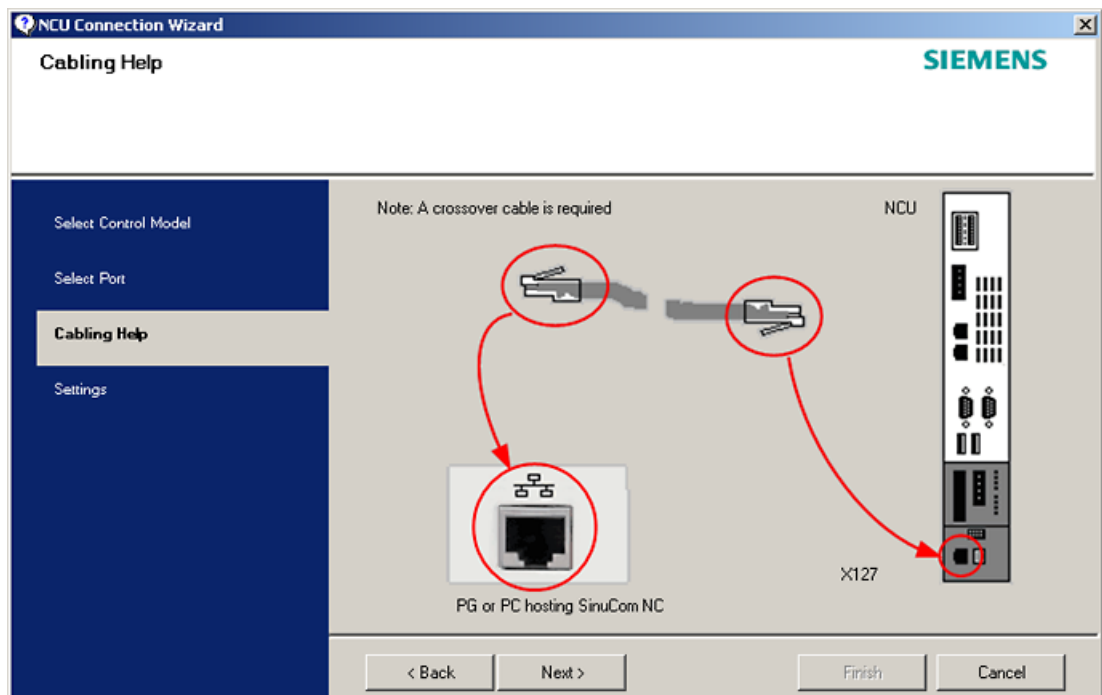 NCU Connection Wizard
Cabling Help
SIEMENS
Select Control Model
Select Port
Cabling Help
Settings
Note: A crossover cable is required
NCU
X127
PG or PC hosting SinuCom NC
< Back
Next >
Finish
Cancel